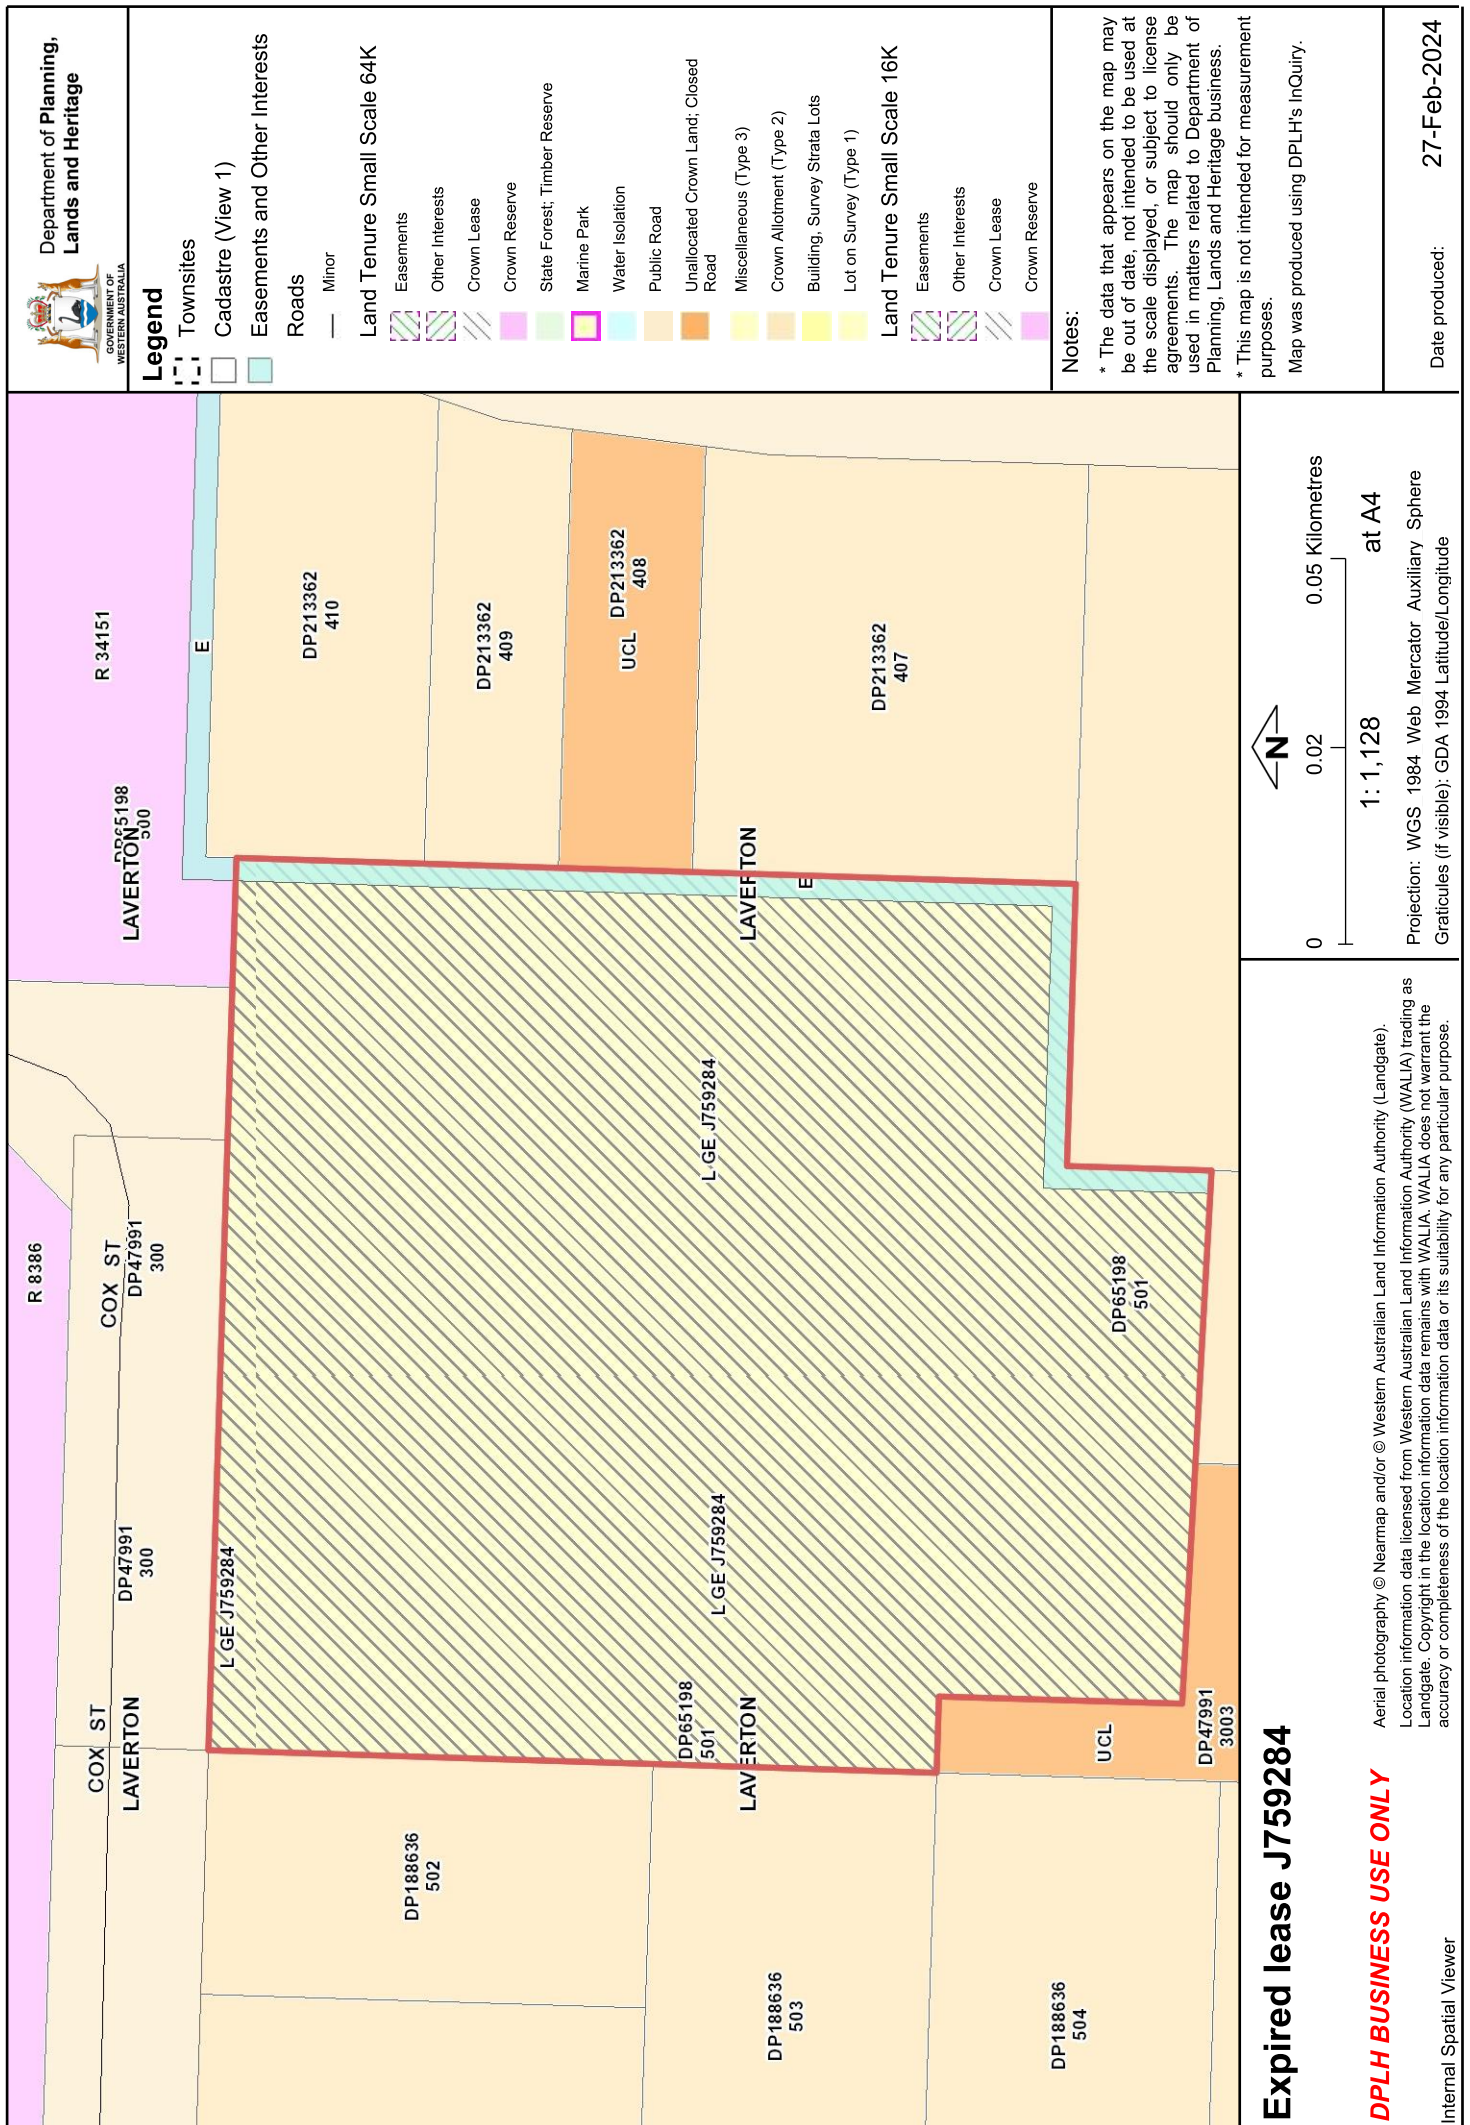 Department of Planning,
Lands and Heritage
GOVERNMENT OF
WESTERN AUSTRALIA
Legend
Townsites
Cadastre (View 1)
Easements and Other Interests
Roads
Minor
Land Tenure Small Scale 64K
Easements
Other Interests
Crown Lease
Crown Reserve
State Forest; Timber Reserve
Marine Park
Water Isolation
Public Road
Unallocated Crown Land; Closed
Road
Miscellaneous (Type 3)
Crown Allotment (Type 2)
Building, Survey Strata Lots
Lot on Survey (Type 1)
Land Tenure Small Scale 16K
Easements
Other Interests
Crown Lease
Crown Reserve
Notes:
* The data that appears on the map may
be out of date, not intended to be used at
the scale displayed, or subject to license
agreements. The map should only be
used in matters related to Department of
Planning, Lands and Heritage business.
* This map is not intended for measurement
purposes.
Map was produced using DPLH's InQuiry.
Date produced: 27-Feb-2024
R 8386
R 34151
COX ST
LAVERTON
DP47991
300
COX ST
DP47991
300
DP65198
500
LAVERTON
E
DP213362
410
DP213362
409
DP213362
408
UCL
DP213362
407
L GE J759284
L GE J759284
L GE J759284
DP188636
502
DP65198
501
LAVERTON
LAVERTON
E
DP188636
503
DP188636
504
UCL
DP47991
3003
DP65198
501
Expired lease J759284
DPLH BUSINESS USE ONLY
Internal Spatial Viewer
Aerial photography © Nearmap and/or © Western Australian Land Information Authority (Landgate).
Location information data licensed from Western Australian Land Information Authority (WALIA) trading as
Landgate. Copyright in the location information data remains with WALIA. WALIA does not warrant the
accuracy or completeness of the location information data or its suitability for any particular purpose.
N
0 0.02 0.05 Kilometres
1: 1,128 at A4
Projection: WGS 1984 Web Mercator Auxiliary Sphere
Graticules (if visible): GDA 1994 Latitude/Longitude